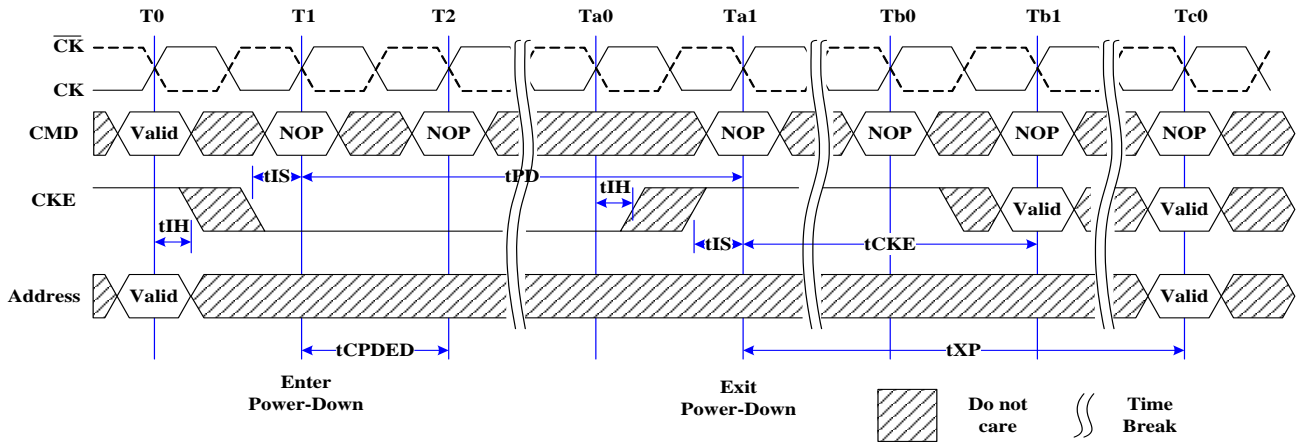 T0 T1 T2 Ta0 Ta1 Tb0 Tb1 Tc0
CK
CK
CMD Valid NOP NOP NOP NOP NOP NOP
tIS tPD tIH
CKE Valid Valid
tIH tIS tCKE
Address Valid Valid
tCPDED tXP
Enter
Power-Down
Exit
Power-Down
Do not
care
Time
Break